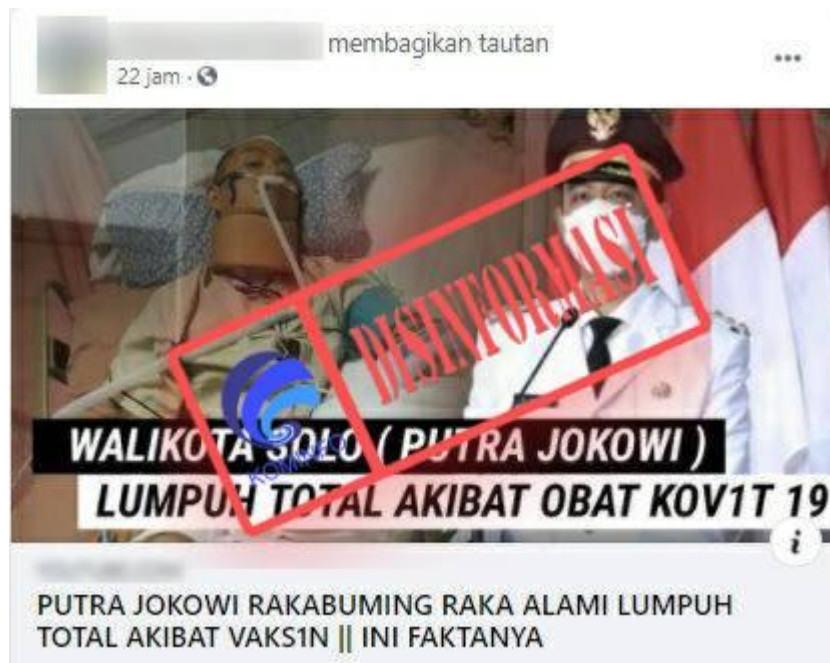 membagikan tautan
22 jam ·
DISINFORMASI
KOMINFO
WALIKOTA SOLO ( PUTRA JOKOWI )
LUMPUH TOTAL AKIBAT OBAT KOV1T 19
i
PUTRA JOKOWI RAKABUMING RAKA ALAMI LUMPUH
TOTAL AKIBAT VAKS1N || INI FAKTANYA